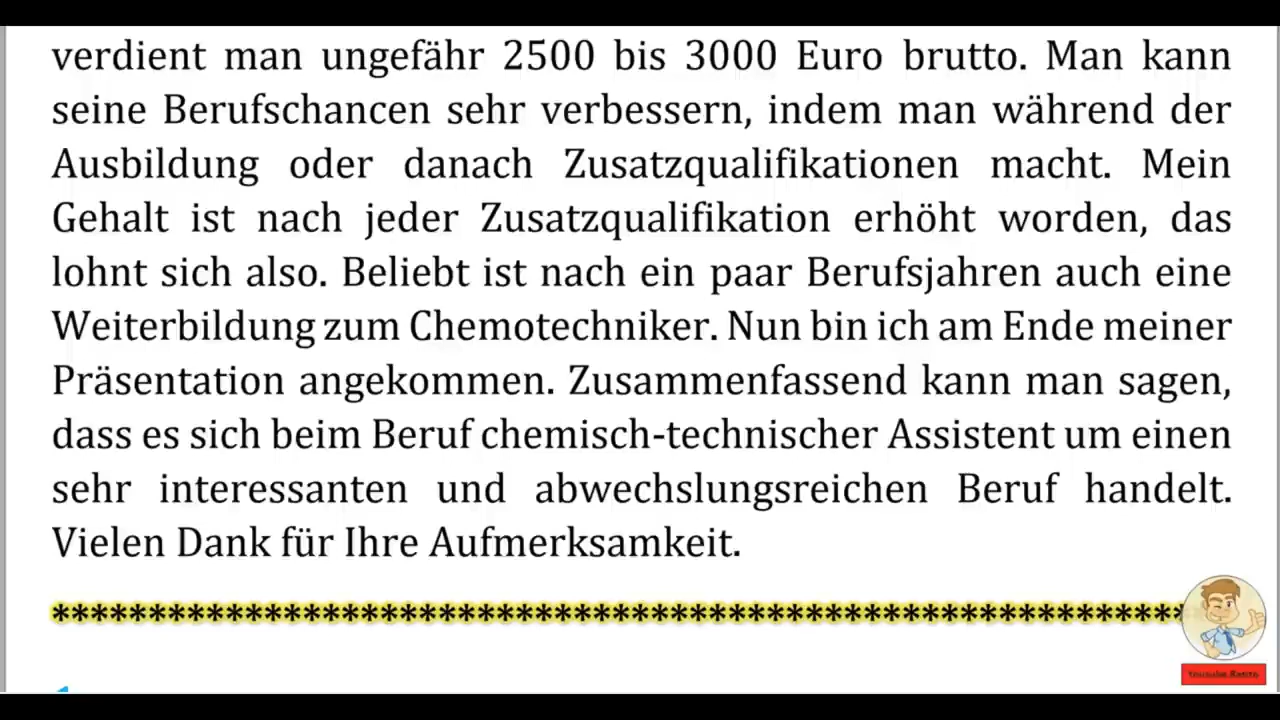 verdient man ungefähr 2500 bis 3000 Euro brutto. Man kann
seine Berufschancen sehr verbessern, indem man während der
Ausbildung oder danach Zusatzqualifikationen macht. Mein
Gehalt ist nach jeder Zusatzqualifikation erhöht worden, das
lohnt sich also. Beliebt ist nach ein paar Berufsjahren auch eine
Weiterbildung zum Chemotechniker. Nun bin ich am Ende meiner
Präsentation angekommen. Zusammenfassend kann man sagen,
dass es sich beim Beruf chemisch-technischer Assistent um einen
sehr interessanten und abwechslungsreichen Beruf handelt.
Vielen Dank für Ihre Aufmerksamkeit.
***********************************************************